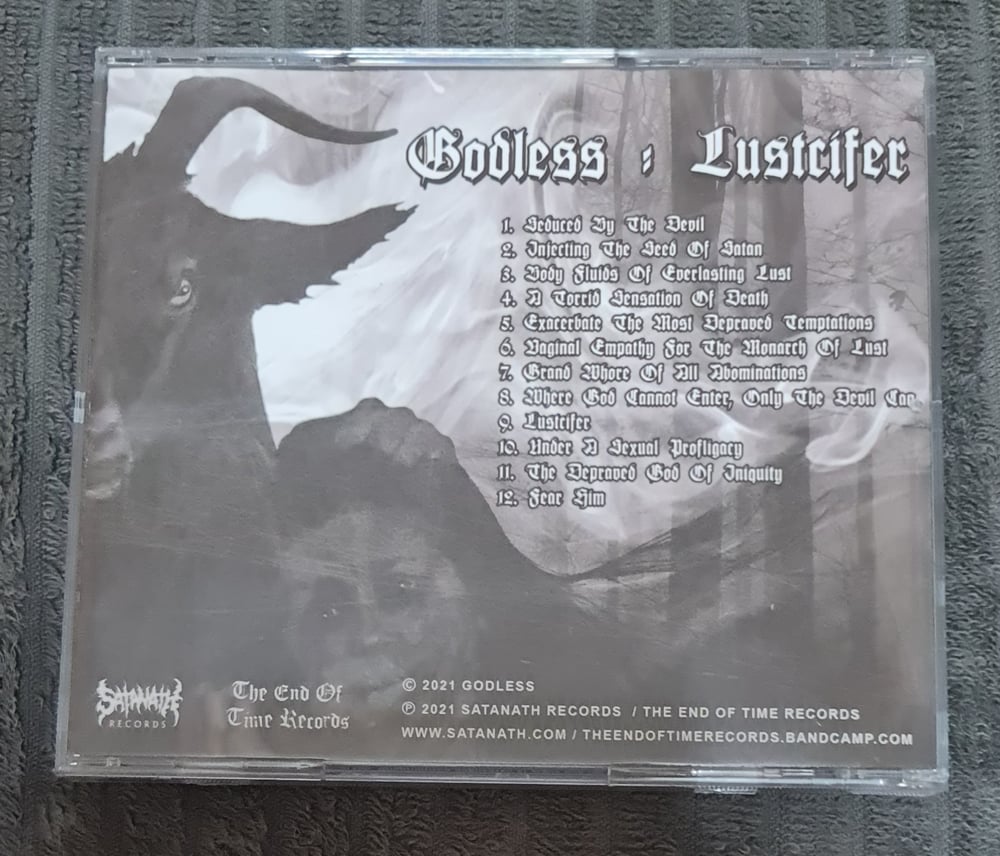 Godless : Lustcifer
1. Seduced By The Devil
2. Injecting The Seed Of Satan
3. Body Fluids Of Everlasting Lust
4. A Torrid Sensation Of Death
5. Exacerbate The Most Depraved Temptations
6. Vaginal Empathy For The Monarch Of Lust
7. Grand Whore Of All Abominations
8. Where God Cannot Enter, Only The Devil Can
9. Lustcifer
10. Under A Sexual Profligacy
11. The Depraved God Of Iniquity
12. Fear Him
SATANATH
RECORDS
The End Of
Time Records
© 2021 GODLESS
℗ 2021 SATANATH RECORDS / THE END OF TIME RECORDS
WWW.SATANATH.COM / THEENDOFTIMERECORDS.BANDCAMP.COM